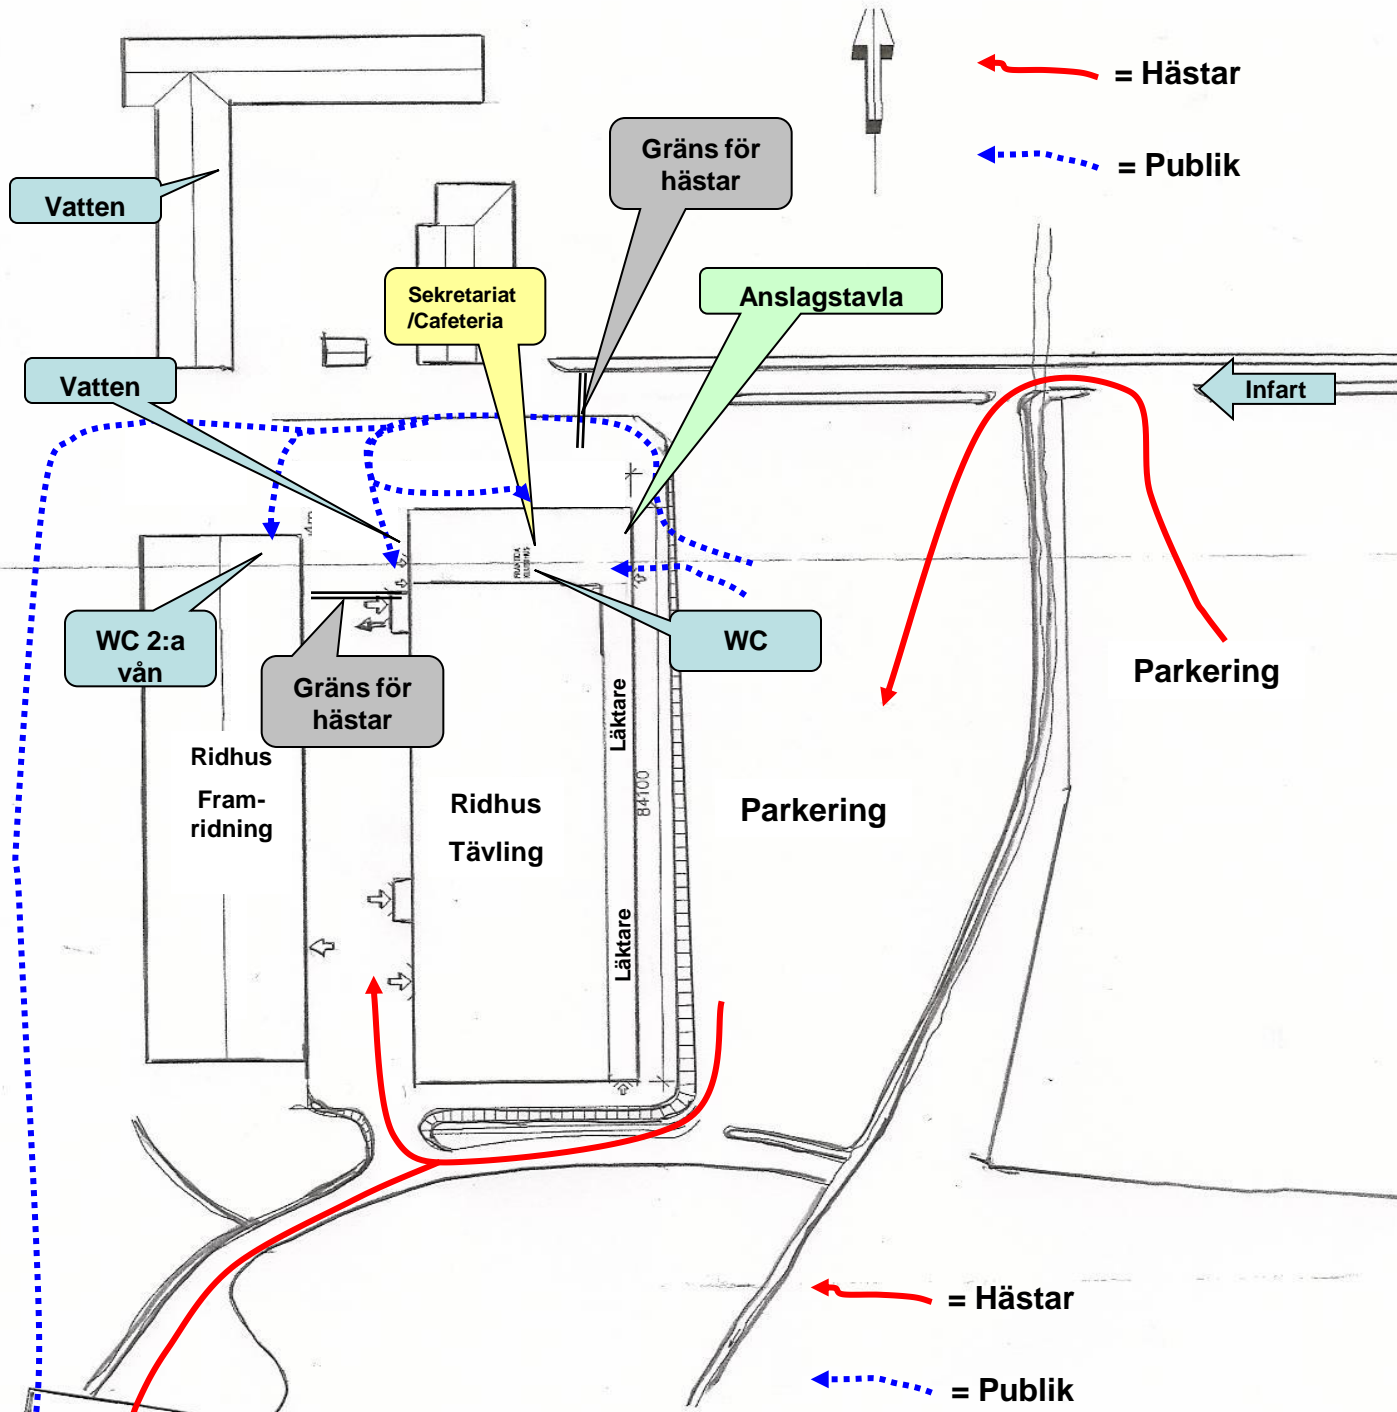 = Hästar
= Publik
Gräns för
hästar
Vatten
Sekretariat
/Cafeteria
Anslagstavla
Vatten
Infart
WC 2:a
vån
Gräns för
hästar
WC
Parkering
Läktare
Ridhus
Fram-
ridning
Ridhus
Tävling
84100
Parkering
Läktare
= Hästar
= Publik